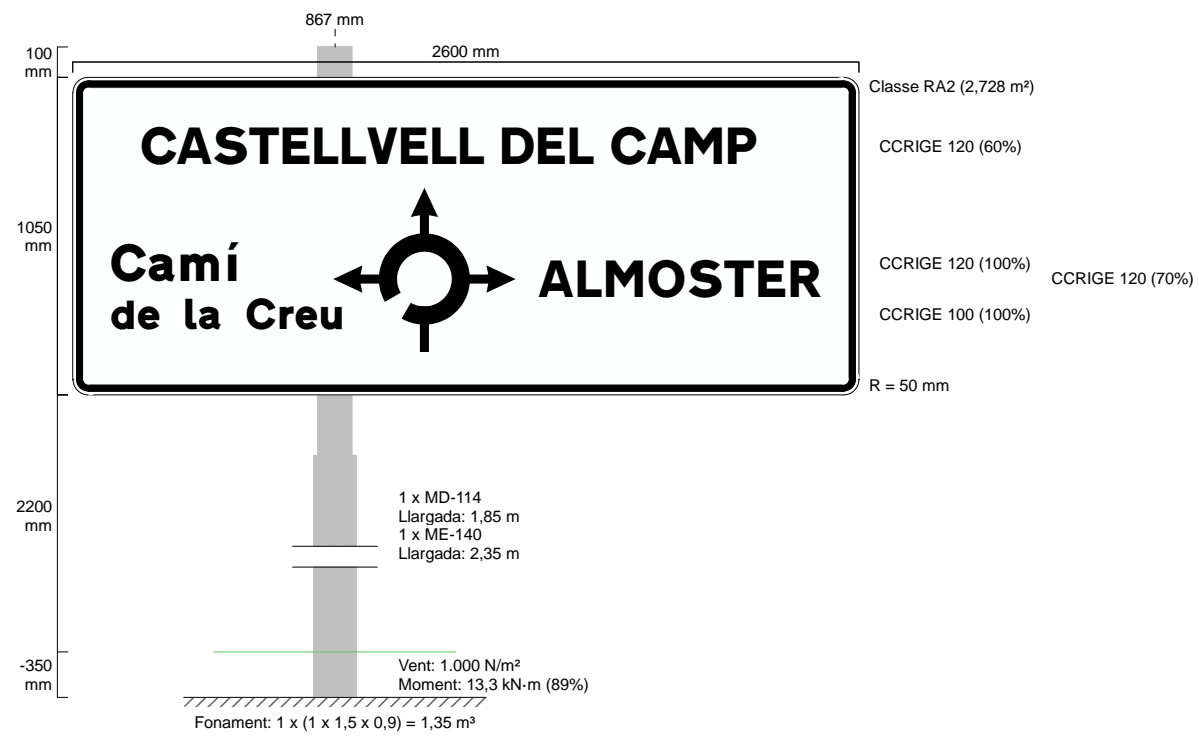 867 mm
100
mm
2600 mm
Classe RA2 (2,728 m²)
CASTELLVELL DEL CAMP
CCRIGE 120 (60%)
1050
mm
Camí
de la Creu
ALMOSTER
CCRIGE 120 (100%)
CCRIGE 120 (70%)
CCRIGE 100 (100%)
R = 50 mm
2200
mm
1 x MD-114
Llargada: 1,85 m
1 x ME-140
Llargada: 2,35 m
-350
mm
Vent: 1.000 N/m²
Moment: 13,3 kN·m (89%)
Fonament: 1 x (1 x 1,5 x 0,9) = 1,35 m³